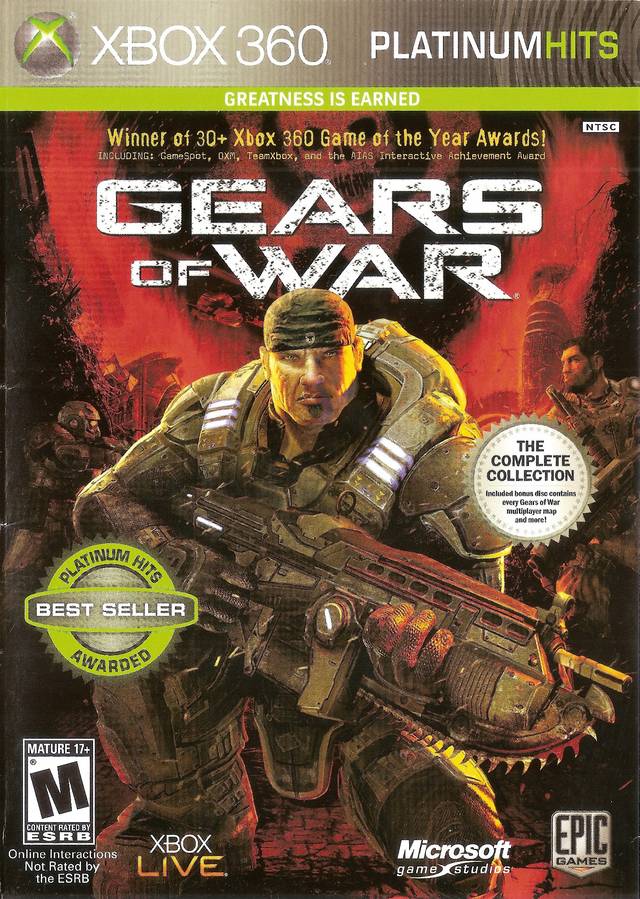 XBOX 360
PLATINUMHITS
GREATNESS IS EARNED
NTSC
Winner of 30+ Xbox 360 Game of the Year Awards!
INCLUDING: GameSpot, OXM, TeamXbox, and the AIAS Interactive Achievement Award
GEARS
OF WAR®
THE
COMPLETE
COLLECTION
Included bonus disc contains
every Gears of War
multiplayer map
and more!
PLATINUM HITS
BEST SELLER
AWARDED
MATURE 17+
M®
CONTENT RATED BY
ESRB
Online Interactions
Not Rated by
the ESRB
XBOX
LIVE
Microsoft
game studios
EPIC
GAMES